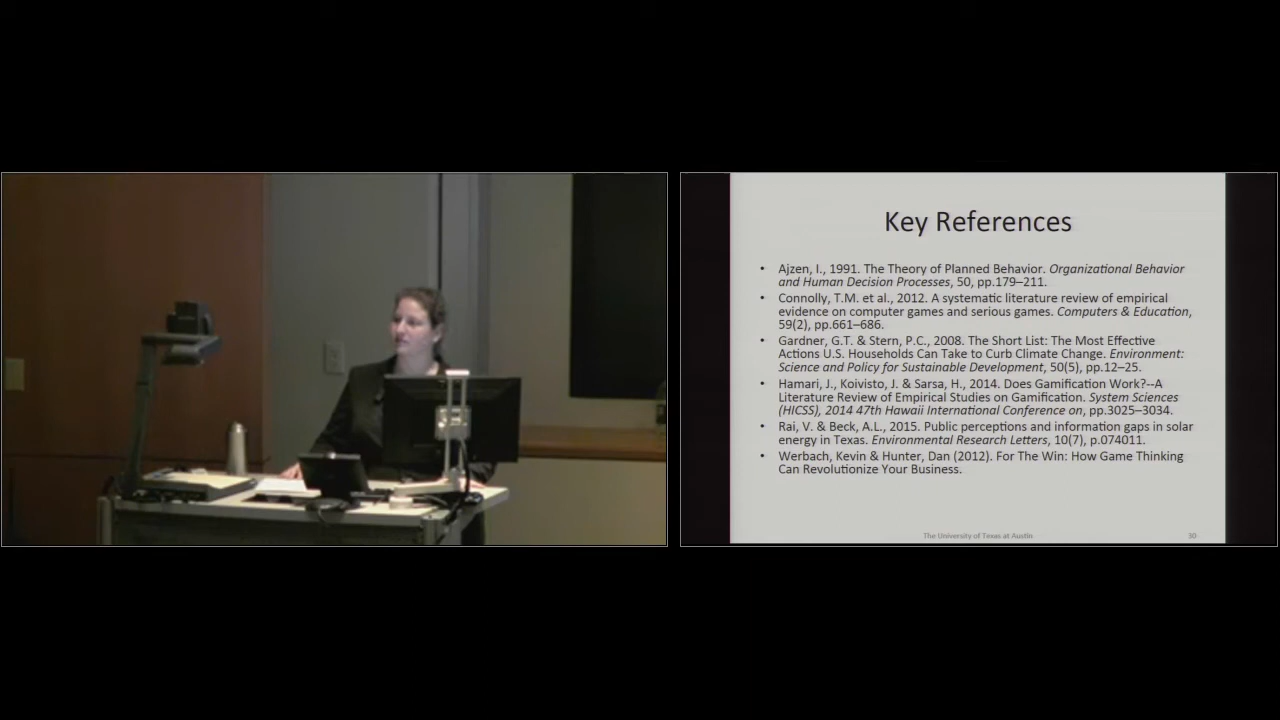 Key References
• Ajzen, I., 1991. The Theory of Planned Behavior. Organizational Behavior
and Human Decision Processes, 50, pp.179–211.
• Connolly, T.M. et al., 2012. A systematic literature review of empirical
evidence on computer games and serious games. Computers & Education,
59(2), pp.661–686.
• Gardner, G.T. & Stern, P.C., 2008. The Short List: The Most Effective
Actions U.S. Households Can Take to Curb Climate Change. Environment:
Science and Policy for Sustainable Development, 50(5), pp.12–25.
• Hamari, J., Koivisto, J. & Sarsa, H., 2014. Does Gamification Work?--A
Literature Review of Empirical Studies on Gamification. System Sciences
(HICSS), 2014 47th Hawaii International Conference on, pp.3025–3034.
• Rai, V. & Beck, A.L., 2015. Public perceptions and information gaps in solar
energy in Texas. Environmental Research Letters, 10(7), p.074011.
• Werbach, Kevin & Hunter, Dan (2012). For The Win: How Game Thinking
Can Revolutionize Your Business.
The University of Texas at Austin
30